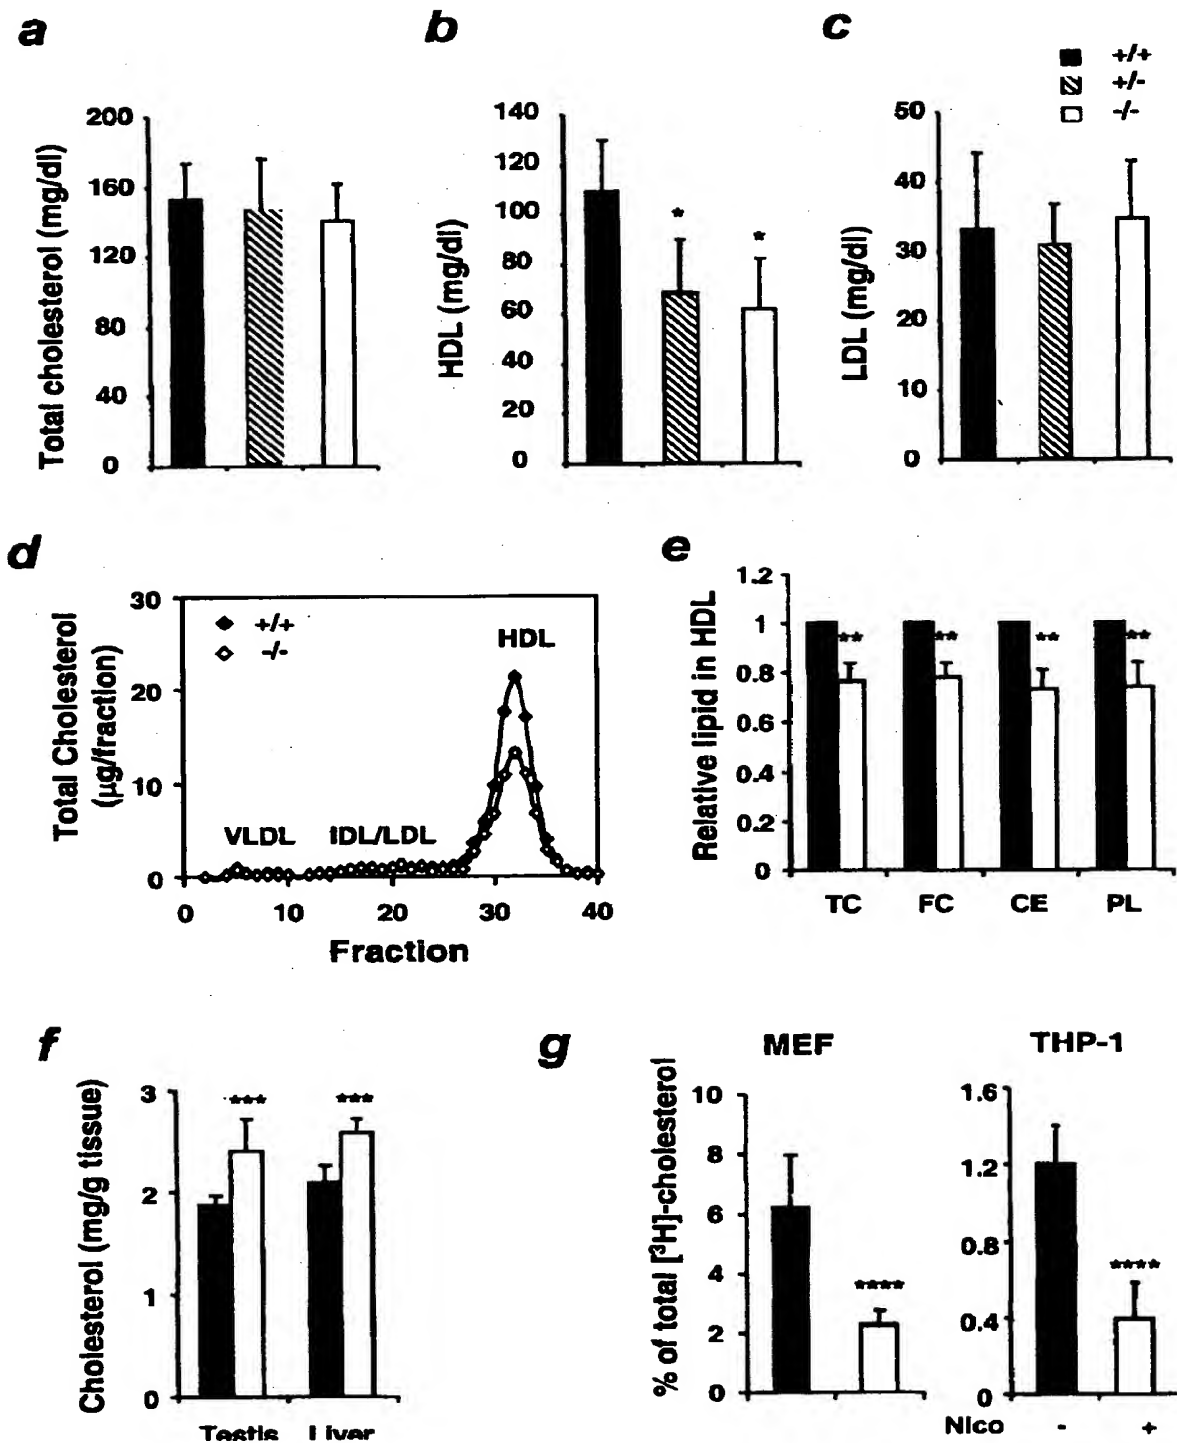 a
b
c
+/+
+/-
-/-
Total cholesterol (mg/dl)
200
160
120
80
40
0
HDL (mg/dl)
140
120
100
80
60
40
20
0
*
*
LDL (mg/dl)
50
40
30
20
10
0
d
e
Total Cholesterol
(µg/fraction)
30
20
10
0
+/+
-/-
HDL
VLDL
IDL/LDL
0 10 20 30 40
Fraction
Relative lipid in HDL
1.2
1
0.8
0.6
0.4
0.2
0
** ** ** **
TC FC CE PL
f
g
Cholesterol (mg/g tissue)
3
2
1
0
*** ***
Testis Liver
MEF
THP-1
% of total [³H]-cholesterol
10
8
6
4
2
0
****
1.6
1.2
0.8
0.4
0
****
Nico - +